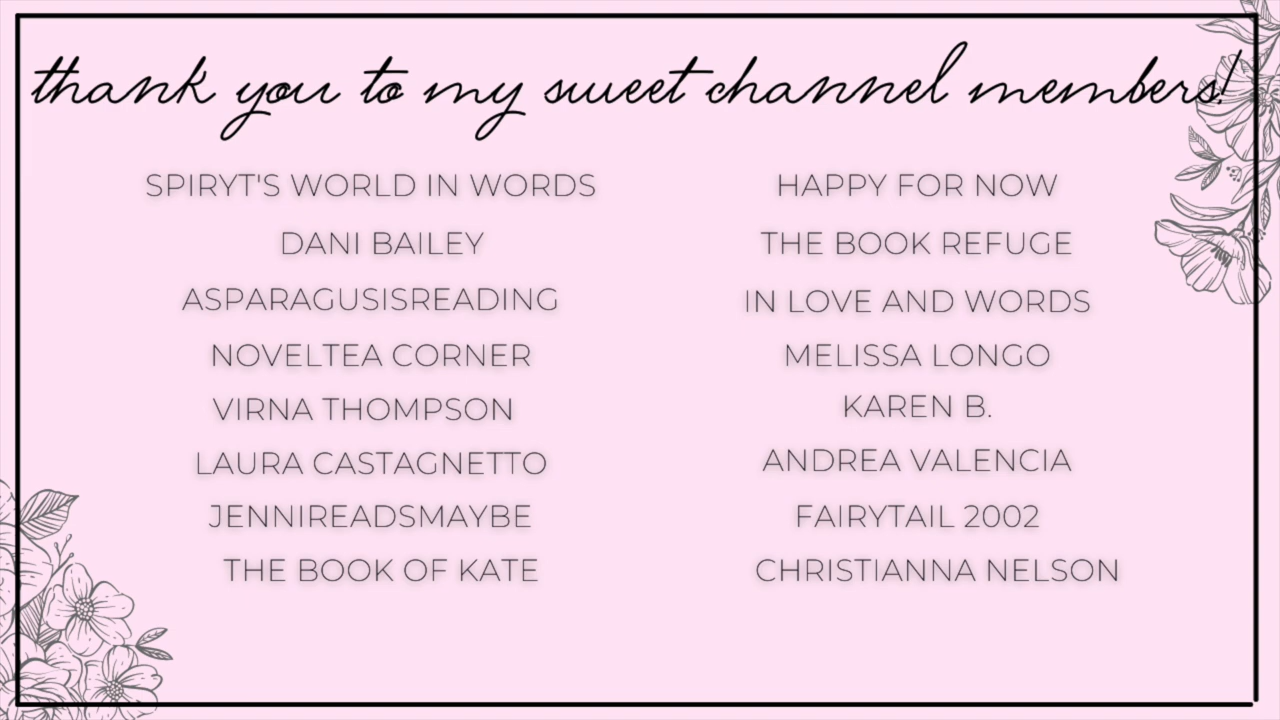 thank you to my sweet channel members!
SPIRYT'S WORLD IN WORDS
DANI BAILEY
ASPARAGUSISREADING
NOVELTEA CORNER
VIRNA THOMPSON
LAURA CASTAGNETTO
JENNIREADSMAYBE
THE BOOK OF KATE
HAPPY FOR NOW
THE BOOK REFUGE
IN LOVE AND WORDS
MELISSA LONGO
KAREN B.
ANDREA VALENCIA
FAIRYTAIL 2002
CHRISTIANNA NELSON